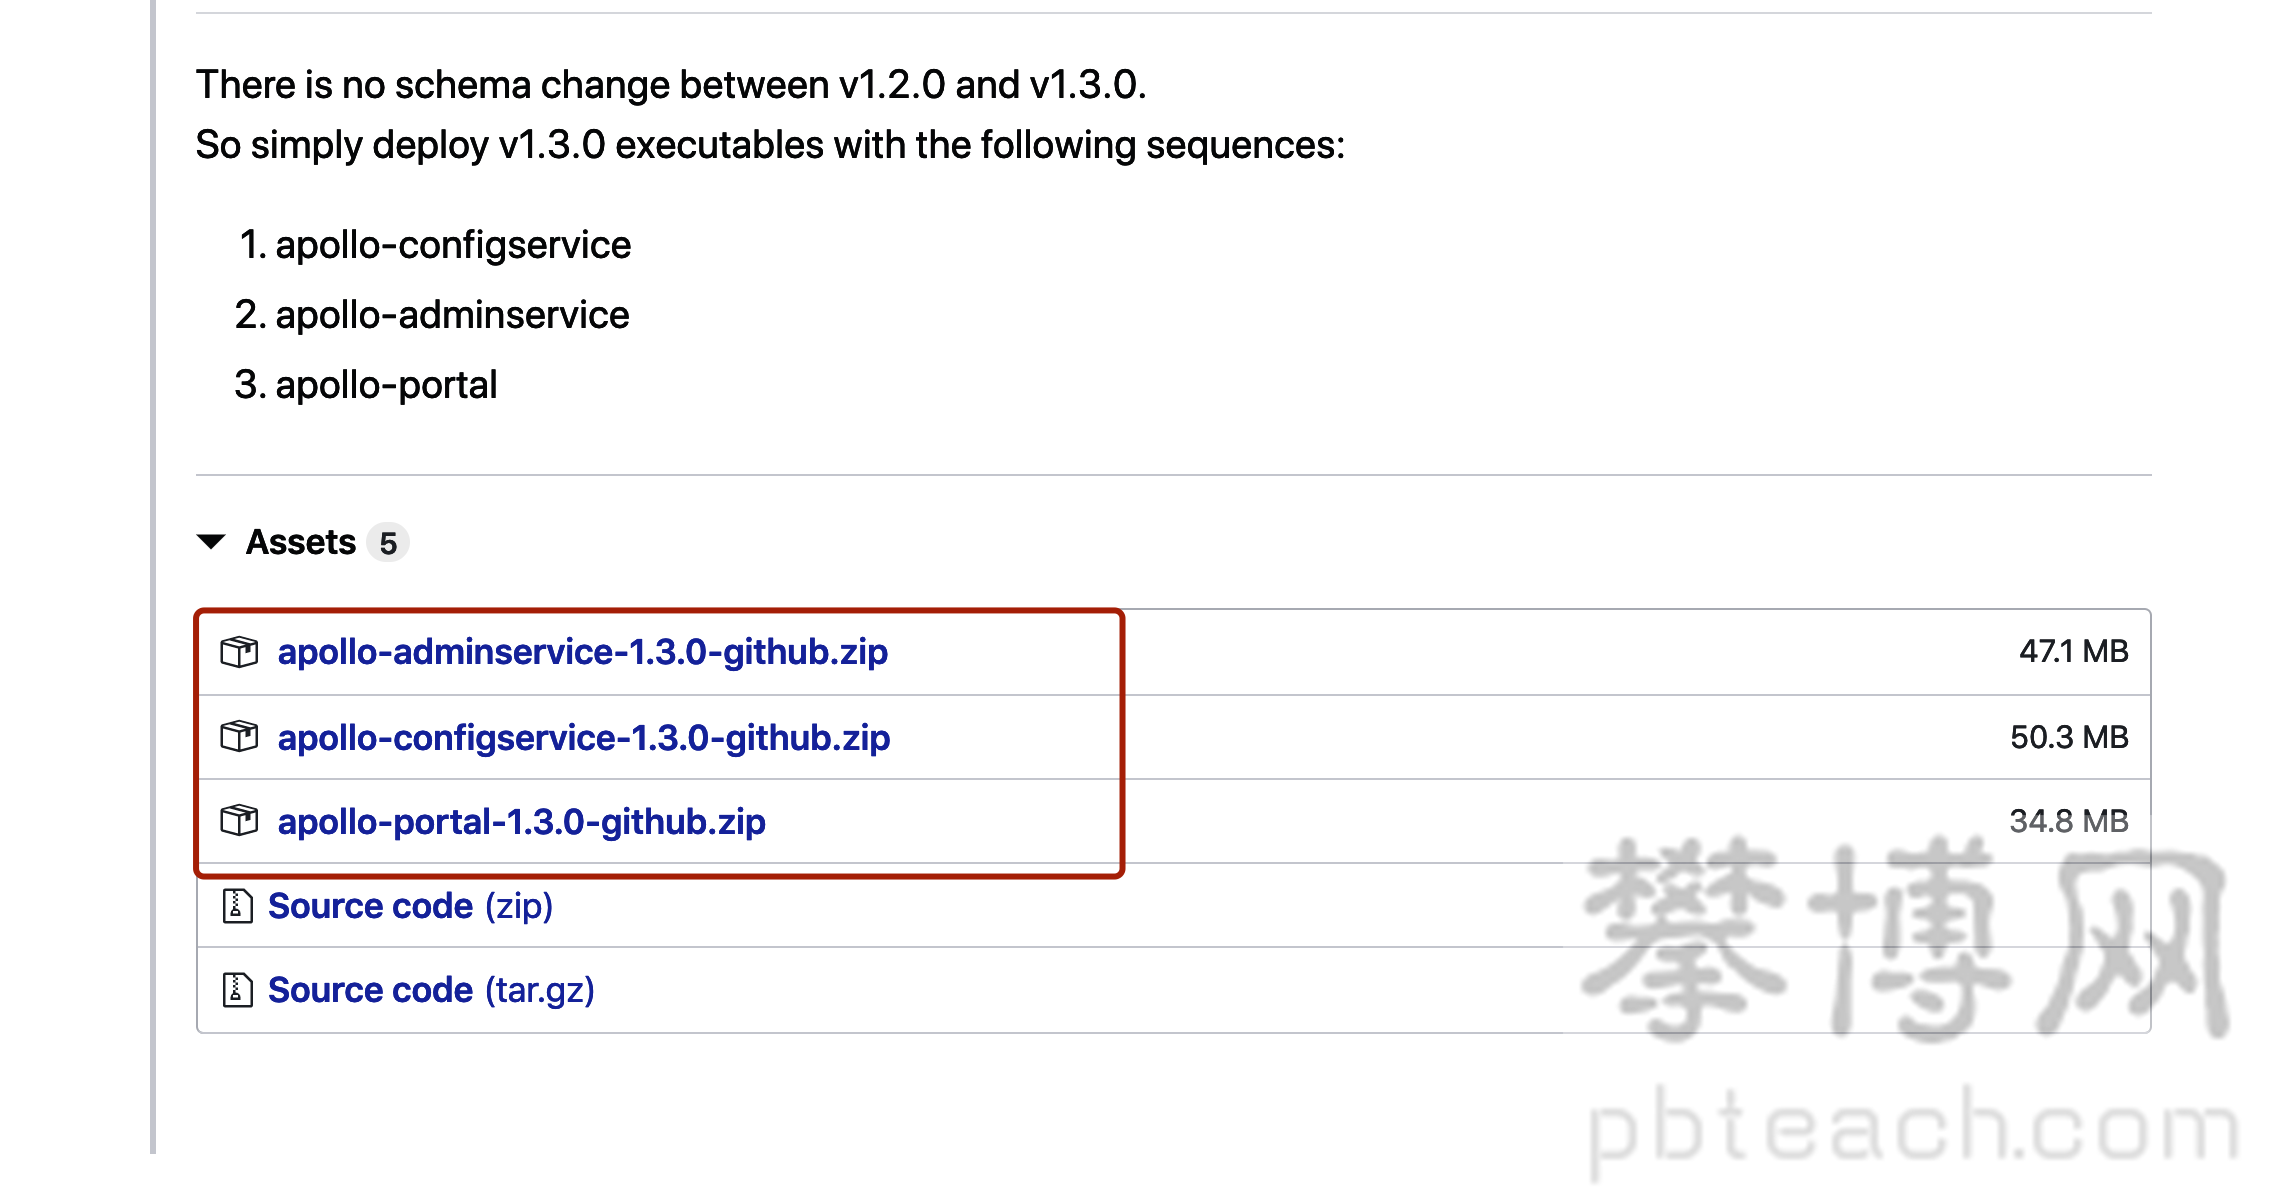 There is no schema change between v1.2.0 and v1.3.0.
So simply deploy v1.3.0 executables with the following sequences:
1. apollo-configservice
2. apollo-adminservice
3. apollo-portal
Assets 5
apollo-adminservice-1.3.0-github.zip 47.1 MB
apollo-configservice-1.3.0-github.zip 50.3 MB
apollo-portal-1.3.0-github.zip 34.8 MB
Source code (zip)
Source code (tar.gz)
攀博网
pbteach.com